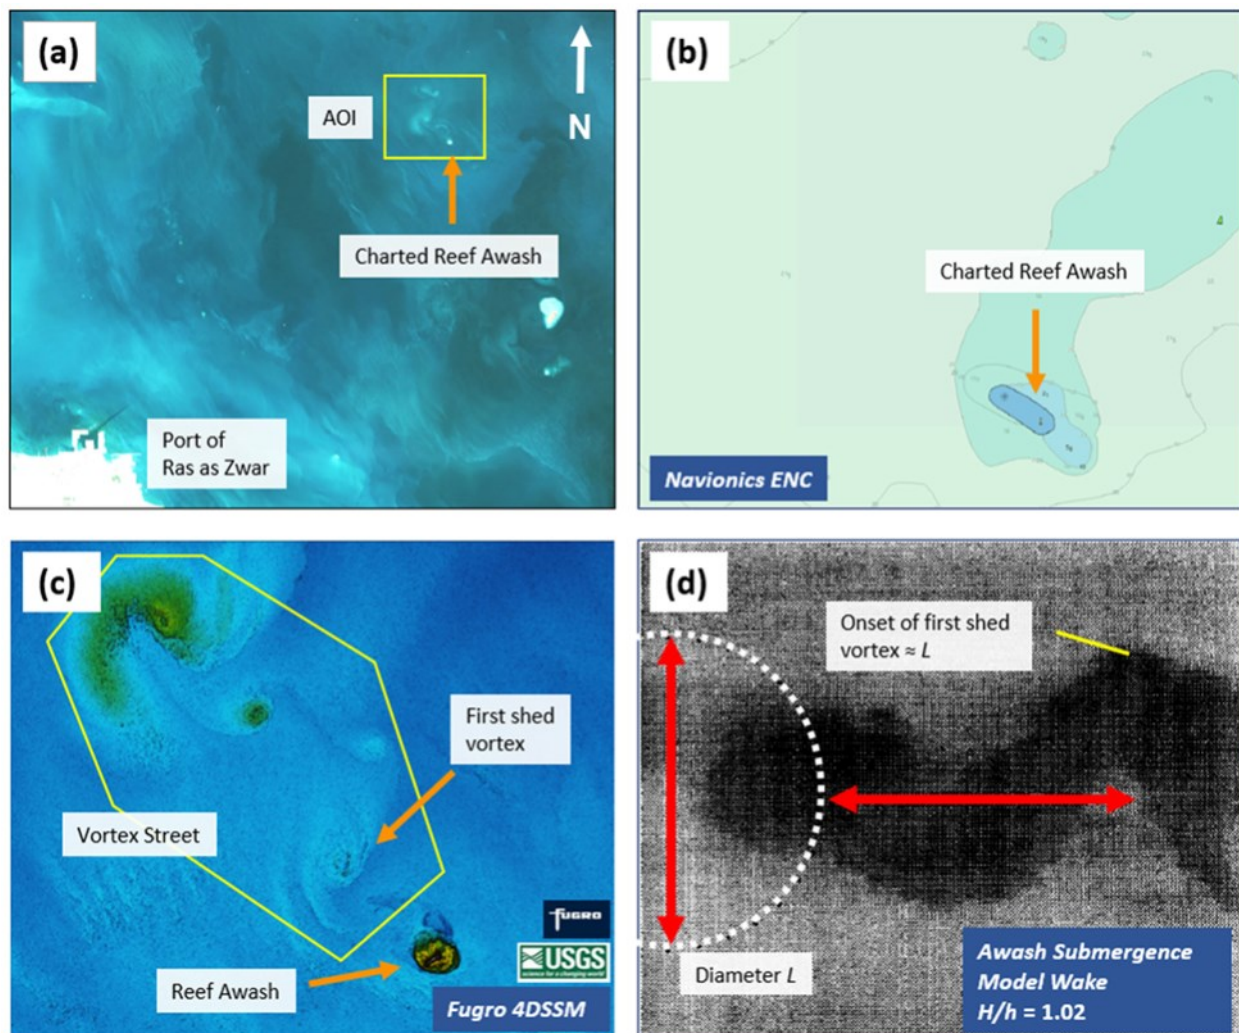 (a)
AOI
N
Charted Reef Awash
Port of
Ras as Zwar
(b)
Charted Reef Awash
Navionics ENC
(c)
First shed
vortex
Vortex Street
Reef Awash
FUGRO
USGS
science for a changing world
Fugro 4DSSM
(d)
Onset of first shed
vortex ≈ L
Diameter L
Awash Submergence
Model Wake
H/h = 1.02